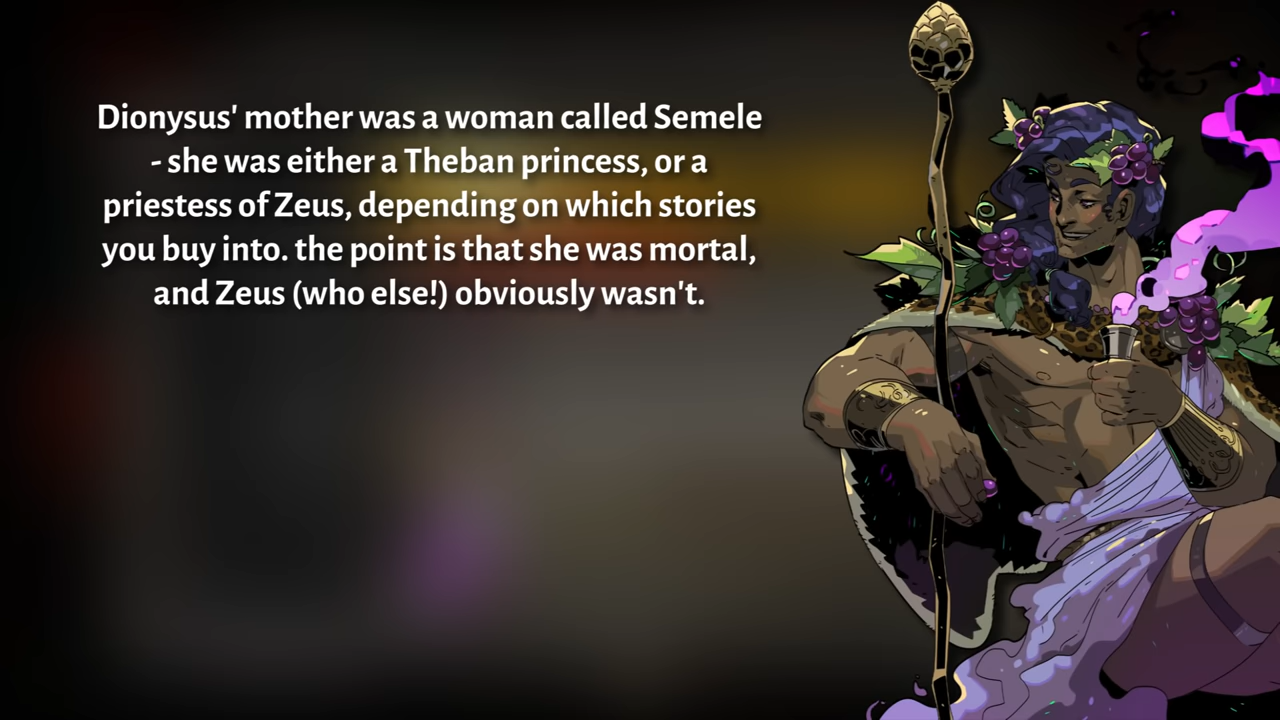 Dionysus' mother was a woman called Semele
- she was either a Theban princess, or a
priestess of Zeus, depending on which stories
you buy into. the point is that she was mortal,
and Zeus (who else!) obviously wasn't.